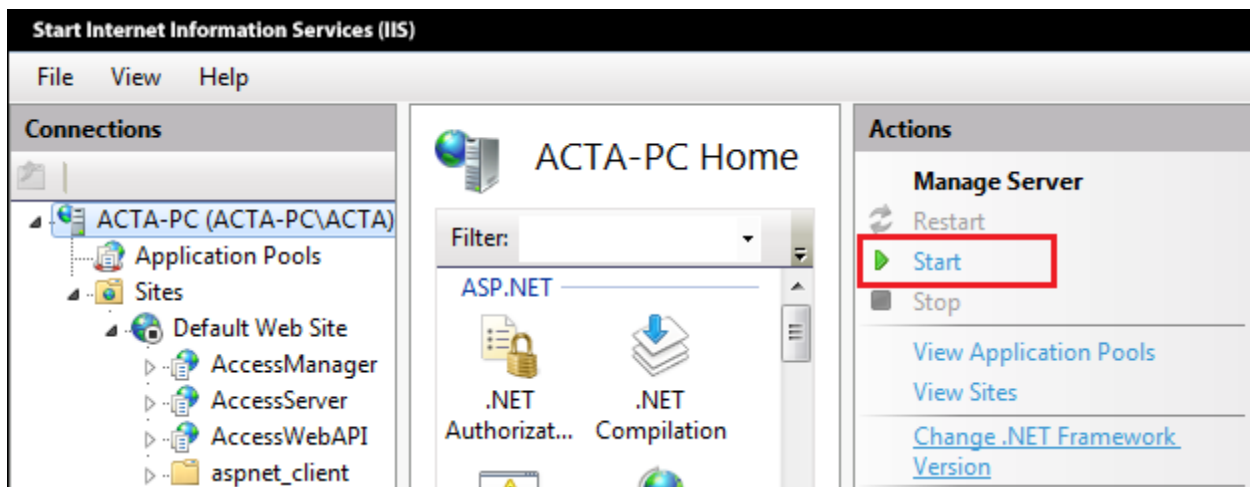 Start Internet Information Services (IIS)
File View Help
Connections
ACTA-PC (ACTA-PC\ACTA)
Application Pools
Sites
Default Web Site
AccessManager
AccessServer
AccessWebAPI
aspnet_client
ACTA-PC Home
Filter:
ASP.NET
.NET
Authorizat...
.NET
Compilation
Actions
Manage Server
Restart
Start
Stop
View Application Pools
View Sites
Change .NET Framework
Version